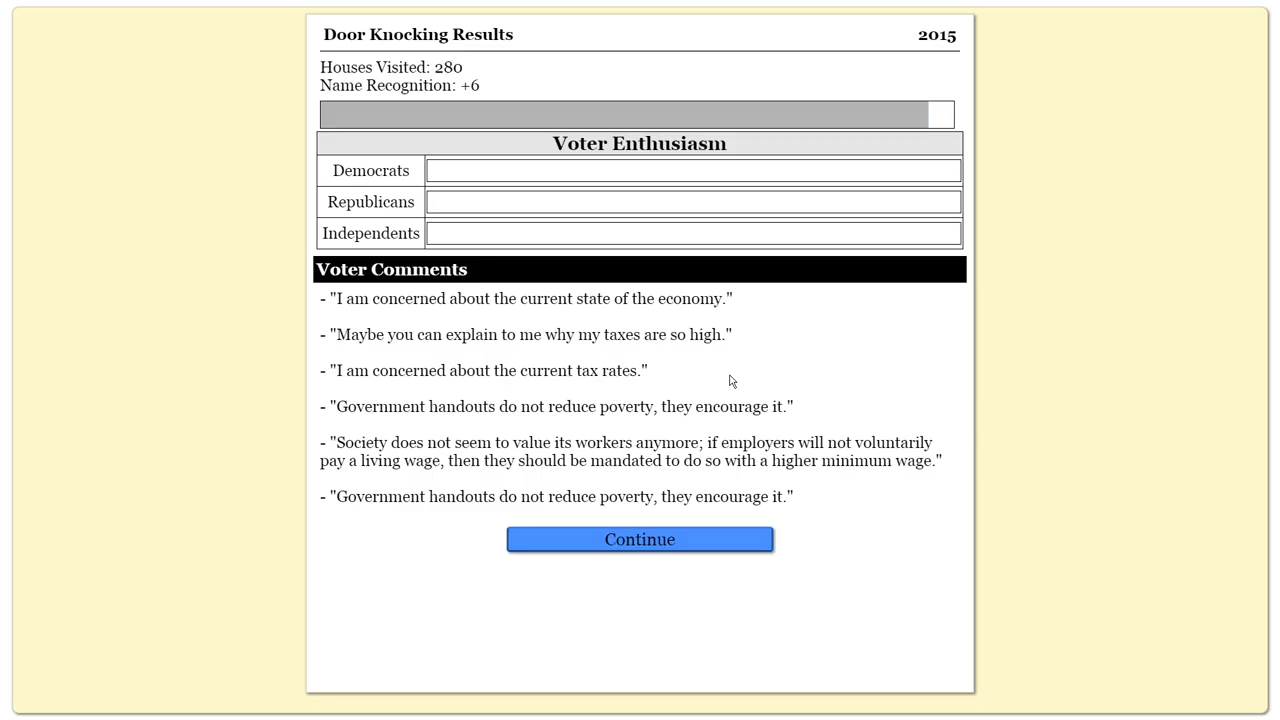 Door Knocking Results 2015
Houses Visited: 280
Name Recognition: +6
Voter Enthusiasm
Democrats
Republicans
Independents
Voter Comments
- "I am concerned about the current state of the economy."
- "Maybe you can explain to me why my taxes are so high."
- "I am concerned about the current tax rates."
- "Government handouts do not reduce poverty, they encourage it."
- "Society does not seem to value its workers anymore; if employers will not voluntarily
pay a living wage, then they should be mandated to do so with a higher minimum wage."
- "Government handouts do not reduce poverty, they encourage it."
Continue